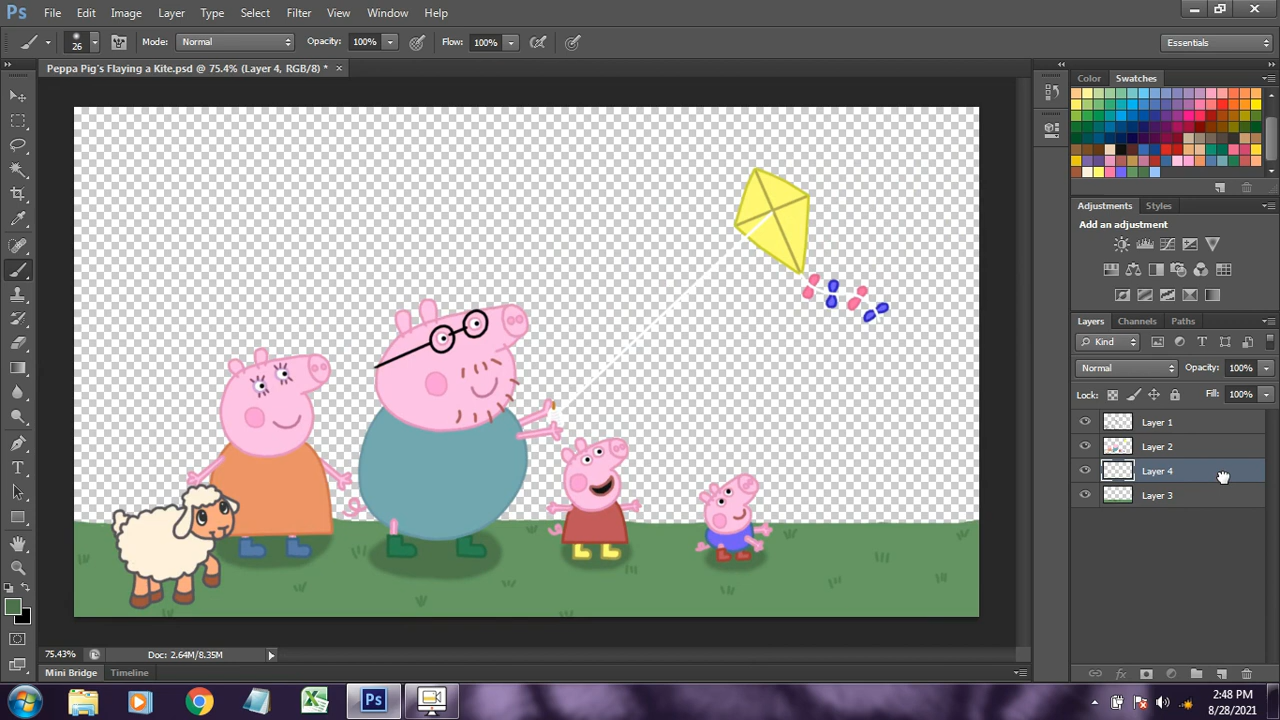 Ps File Edit Image Layer Type Select Filter View Window Help
26 Mode: Normal Opacity: 100% Flow: 100% Essentials
Peppa Pig's Flaying a Kite.psd @ 75.4% (Layer 4, RGB/8) * ×
Color Swatches
Adjustments Styles
Add an adjustment
Layers Channels Paths
Kind
Normal Opacity: 100%
Lock: Fill: 100%
Layer 1
Layer 2
Layer 4
Layer 3
75.43% Doc: 2.64M/8.35M
Mini Bridge Timeline
Ps 2:48 PM
8/28/2021